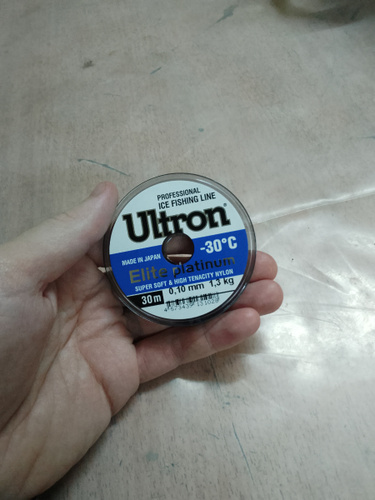 PROFESSIONAL
ICE FISHING LINE
Ultron®
-30°C
MADE IN JAPAN
Elite platinum
SUPER SOFT & HIGH TENACITY NYLON
30m
0,10 mm 1,3 kg